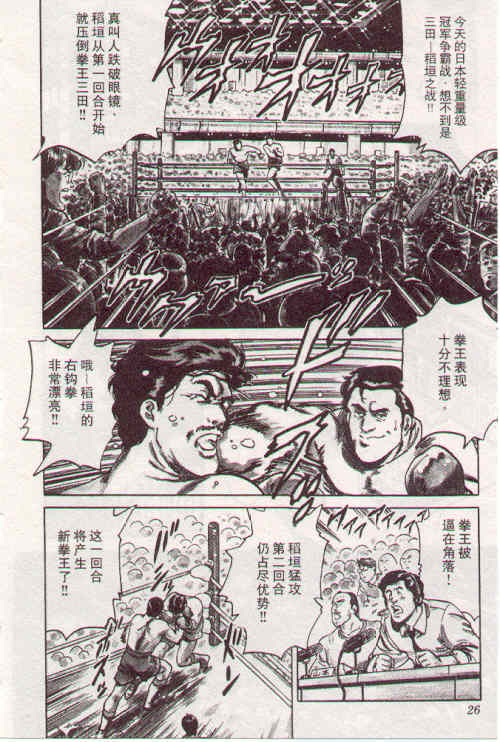 今天的日本轻重量级
冠军争霸战，想不到是
三田—稻垣之战!!
真叫人跌破眼镜，
稻垣从第一回合开始
就压倒拳王三田!!
拳王表现
十分不理想，
哦—稻垣的
右钩拳
非常漂亮!!
拳王被
逼在角落!
稻垣猛攻
第二回合
仍占尽优势!!
这一回合
将产生
新拳王了!!
26